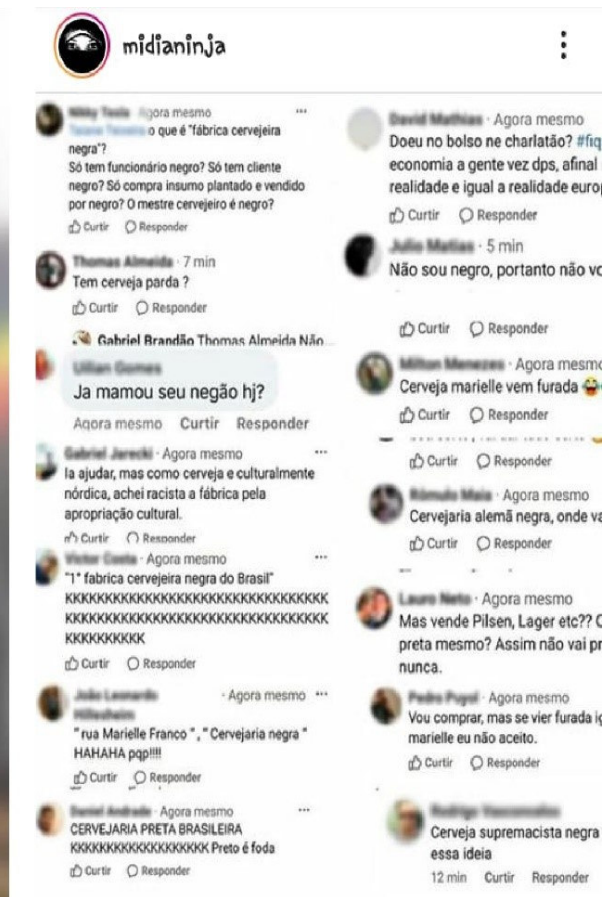 midianinja
Agora mesmo
o que é "fábrica cervejeira
negra"?
Só tem funcionário negro? Só tem cliente
negro? Só compra insumo plantado e vendido
por negro? O mestre cervejeiro é negro?
Curtir Responder
Thomas Almeida · 7 min
Tem cerveja parda ?
Curtir Responder
Gabriel Brandão Thomas Almeida Não
Ja mamou seu negão hj?
Agora mesmo Curtir Responder
Agora mesmo
Ia ajudar, mas como cerveja e culturalmente
nórdica, achei racista a fábrica pela
apropriação cultural.
Curtir Responder
Agora mesmo
"1° fabrica cervejeira negra do Brasil"
KKKKKKKKKKKKKKKKKKKKKKKKKKKKKKKKK
KKKKKKKKKKKKKKKKKKKKKKKKKKKKKKKKK
KKKKKKKKKK
Curtir Responder
· Agora mesmo
"rua Marielle Franco ", "Cervejaria negra "
HAHAHA pqp!!!!
Curtir Responder
Agora mesmo
CERVEJARIA PRETA BRASILEIRA
KKKKKKKKKKKKKKKKKKKK Preto é foda
Curtir Responder
· Agora mesmo
Doeu no bolso ne charlatão? #fiq
economia a gente vez dps, afinal
realidade e igual a realidade euro
Curtir Responder
· 5 min
Não sou negro, portanto não vo
Curtir Responder
· Agora mesmo
Cerveja marielle vem furada 😂
Curtir Responder
Curtir Responder
· Agora mesmo
Cervejaria alemã negra, onde va
Curtir Responder
· Agora mesmo
Mas vende Pilsen, Lager etc??
preta mesmo? Assim não vai pr
nunca.
· Agora mesmo
Vou comprar, mas se vier furada ig
marielle eu não aceito.
Curtir Responder
Cerveja supremacista negra
essa ideia
12 min Curtir Responder